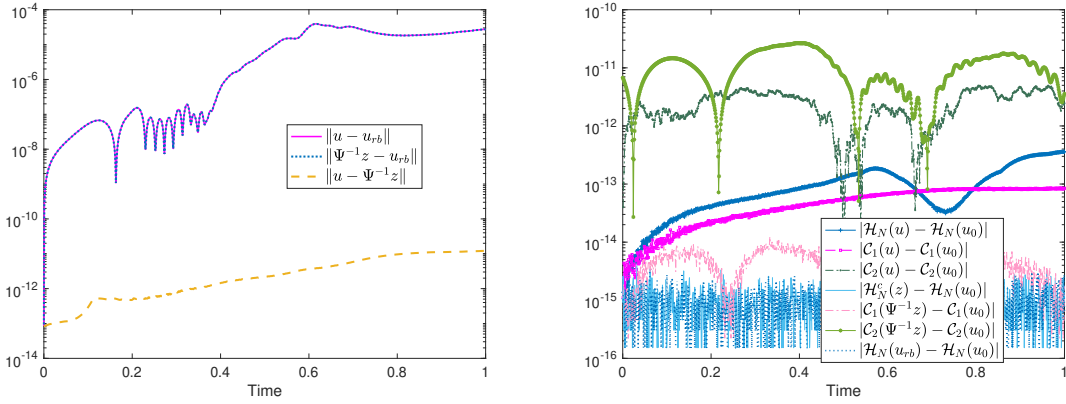 10^-4
10^-6
10^-8
10^-10
10^-12
10^-14
0
0.2
0.4
0.6
0.8
1
Time
‖u − u_rb‖
‖Ψ^−1 z − u_rb‖
‖u − Ψ^−1 z‖
10^-10
10^-11
10^-12
10^-13
10^-14
10^-15
10^-16
0
0.2
0.4
0.6
0.8
1
Time
|ℋ_N(u) − ℋ_N(u_0)|
|𝒞_1(u) − 𝒞_1(u_0)|
|𝒞_2(u) − 𝒞_2(u_0)|
|ℋ_N^c(z) − ℋ_N(u_0)|
|𝒞_1(Ψ^−1 z) − 𝒞_1(u_0)|
|𝒞_2(Ψ^−1 z) − 𝒞_2(u_0)|
|ℋ_N(u_rb) − ℋ_N(u_0)|